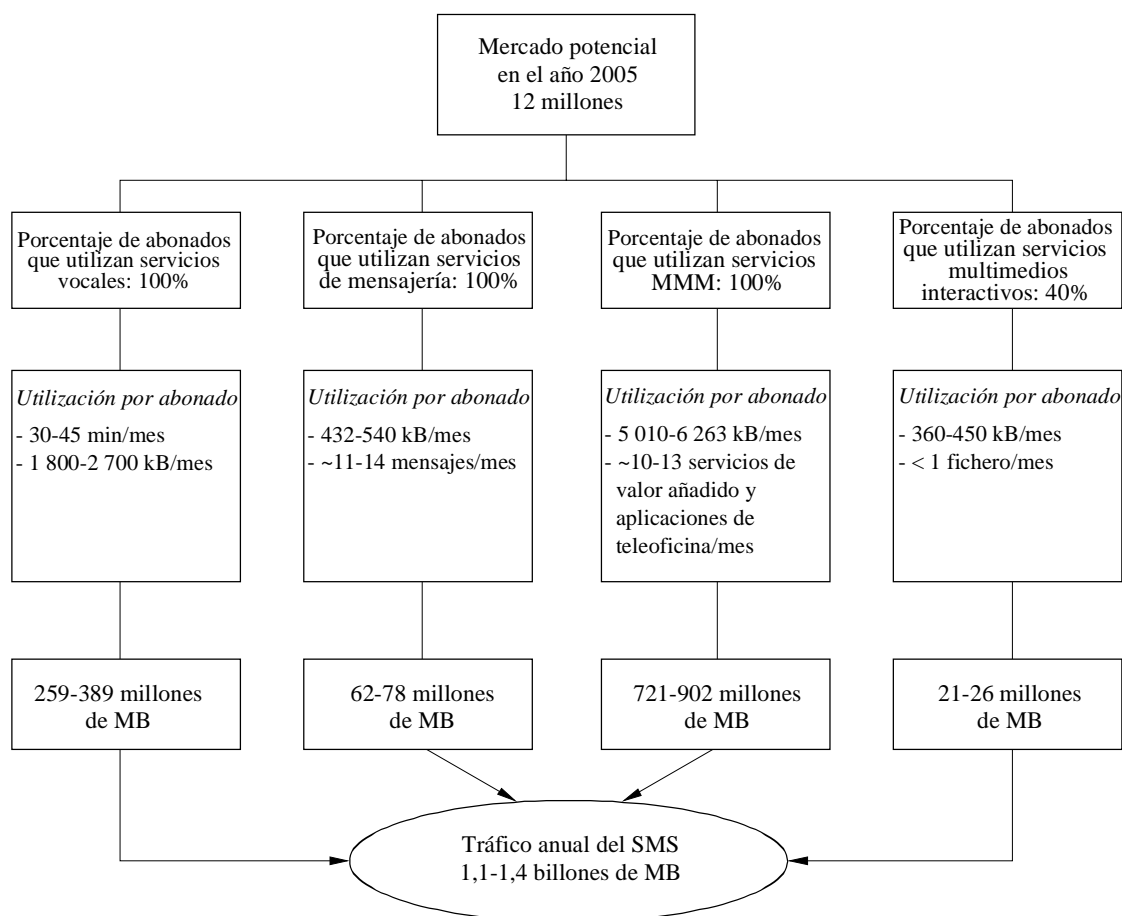 Mercado potencial
en el año 2005
12 millones
Porcentaje de abonados
que utilizan servicios
vocales: 100%
Porcentaje de abonados
que utilizan servicios
de mensajería: 100%
Porcentaje de abonados
que utilizan servicios
MMM: 100%
Porcentaje de abonados
que utilizan servicios
multimedios
interactivos: 40%
Utilización por abonado
- 30-45 min/mes
- 1 800-2 700 kB/mes
Utilización por abonado
- 432-540 kB/mes
- ~11-14 mensajes/mes
Utilización por abonado
- 5 010-6 263 kB/mes
- ~10-13 servicios de
valor añadido y
aplicaciones de
teleoficina/mes
Utilización por abonado
- 360-450 kB/mes
- < 1 fichero/mes
259-389 millones
de MB
62-78 millones
de MB
721-902 millones
de MB
21-26 millones
de MB
Tráfico anual del SMS
1,1-1,4 billones de MB